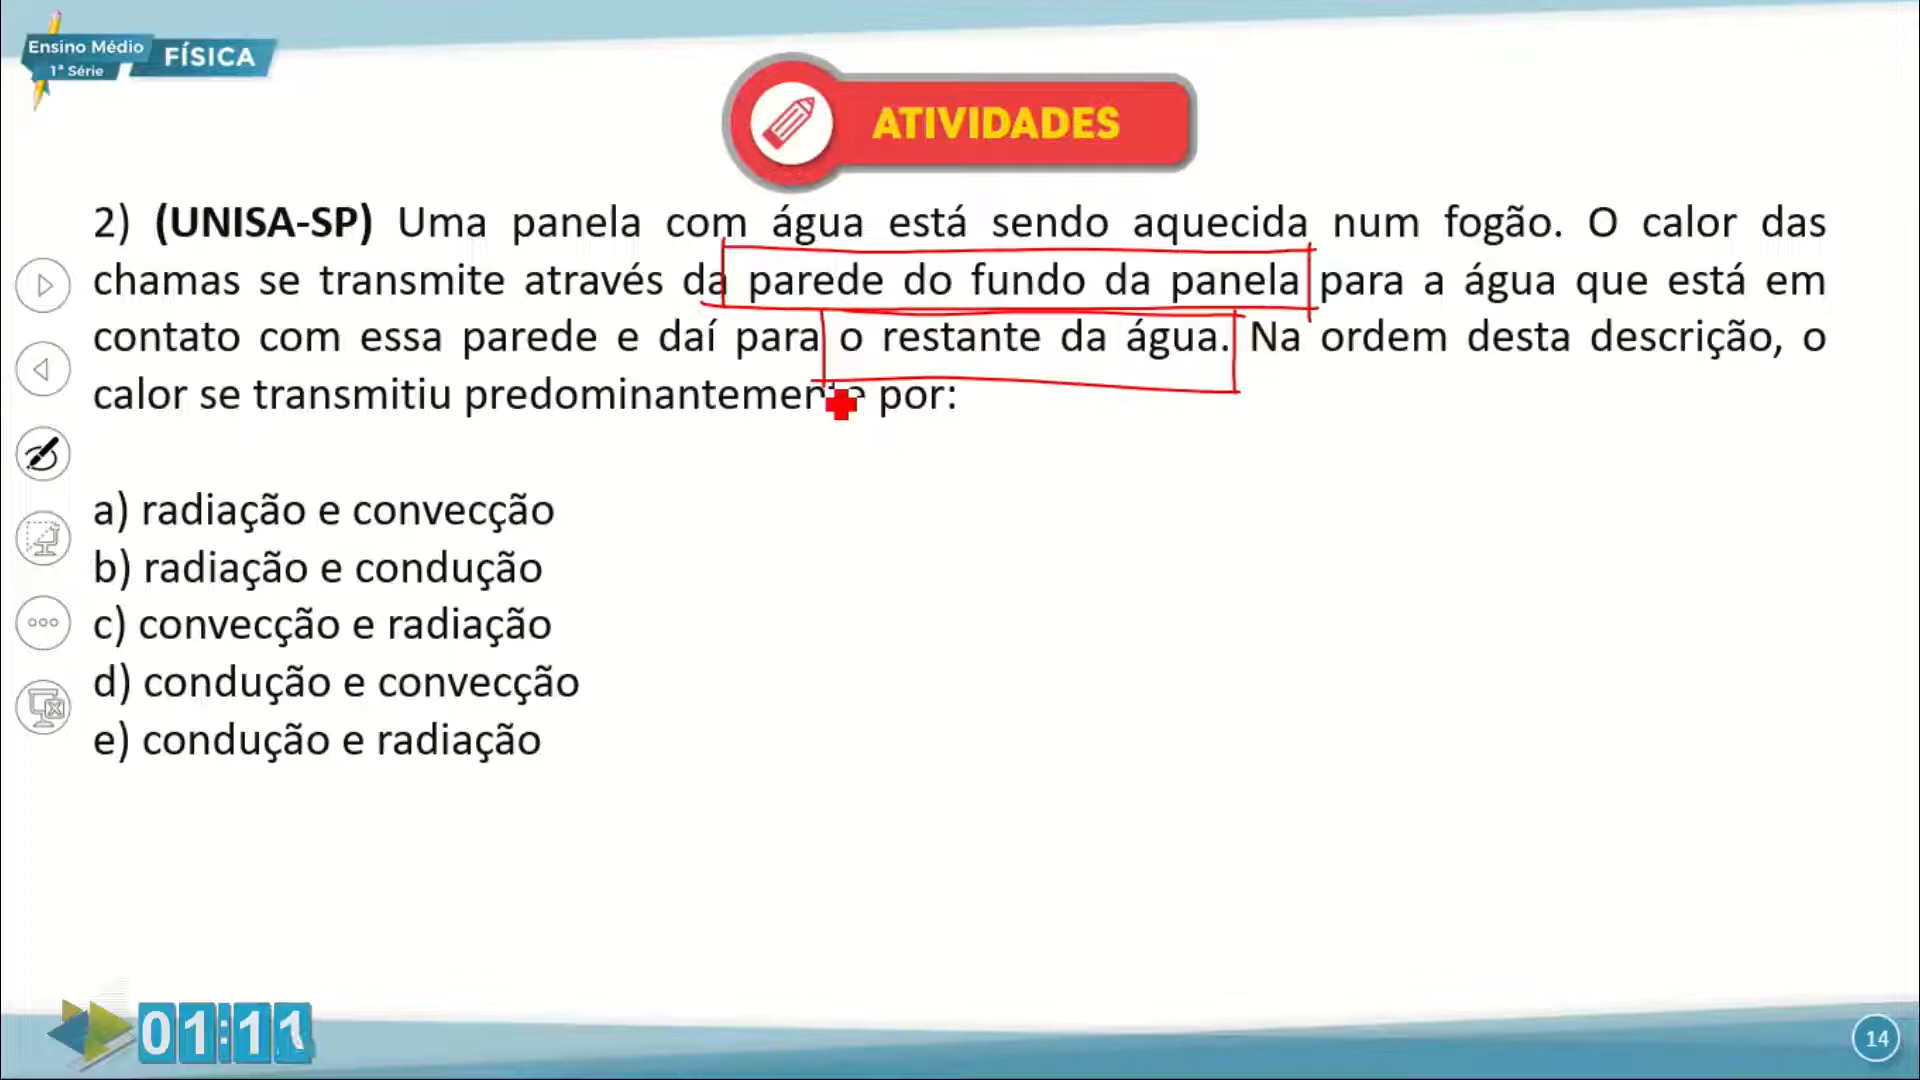 Ensino Médio
1ª Série
FÍSICA
ATIVIDADES
2) (UNISA-SP) Uma panela com água está sendo aquecida num fogão. O calor das
chamas se transmite através da parede do fundo da panela para a água que está em
contato com essa parede e daí para o restante da água. Na ordem desta descrição, o
calor se transmitiu predominantemente por:
a) radiação e convecção
b) radiação e condução
c) convecção e radiação
d) condução e convecção
e) condução e radiação
01:11
14